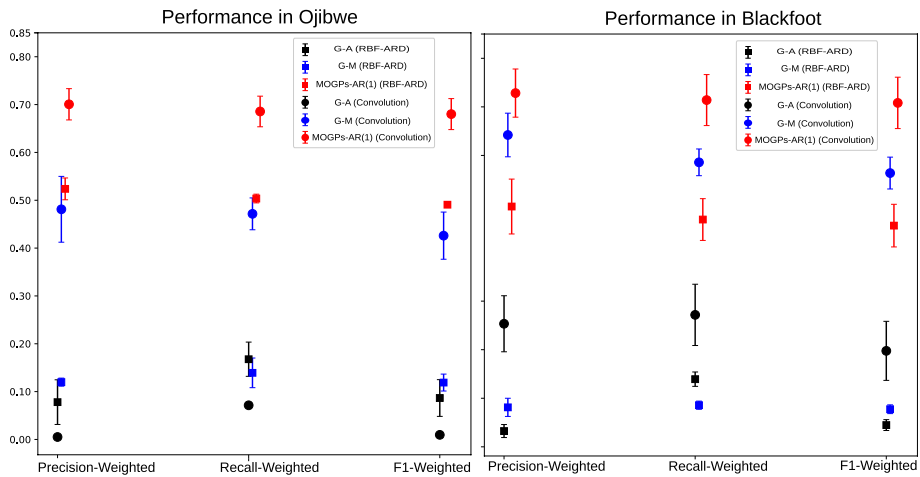 Performance in Ojibwe
0.85
0.80
0.70
0.60
0.50
0.40
0.30
0.20
0.10
0.00
G-A (RBF-ARD)
G-M (RBF-ARD)
MOGPs-AR(1) (RBF-ARD)
G-A (Convolution)
G-M (Convolution)
MOGPs-AR(1) (Convolution)
Precision-Weighted
Recall-Weighted
F1-Weighted
Performance in Blackfoot
G-A (RBF-ARD)
G-M (RBF-ARD)
MOGPs-AR(1) (RBF-ARD)
G-A (Convolution)
G-M (Convolution)
MOGPs-AR(1) (Convolution)
Precision-Weighted
Recall-Weighted
F1-Weighted